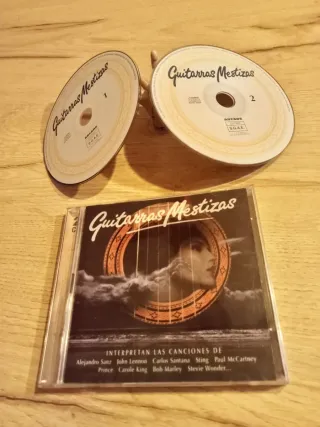 Guitarras Mestizas
1
Guitarras Mestizas
2
Guitarras Mestizas
INTERPRETAN LAS CANCIONES DE
Alejandro Sanz John Lennon Carlos Santana Sting Paul McCartney
Prince Carole King Bob Marley Stevie Wonder...